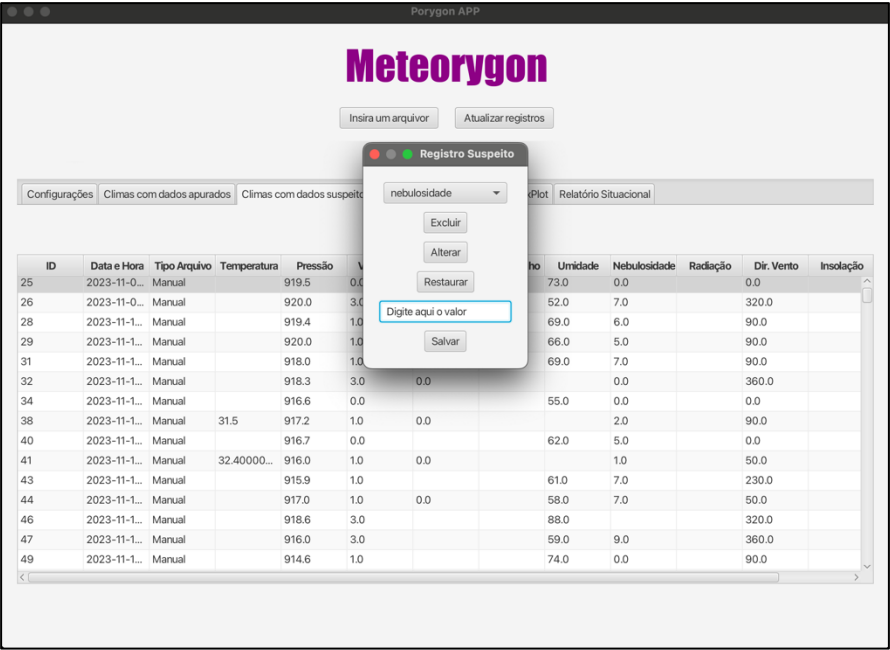 Porygon APP
Meteorygon
Insira um arquivor Atualizar registros
Registro Suspeito
nebulosidade
Excluir
Alterar
Restaurar
Digite aqui o valor
Salvar
Configurações Climas com dados apurados Climas com dados suspeito Plot Relatório Situacional
ID Data e Hora Tipo Arquivo Temperatura Pressão V ho Umidade Nebulosidade Radiação Dir. Vento Insolação
25 2023-11-0... Manual 919.5 0.0 73.0 0.0 0.0
26 2023-11-0... Manual 920.0 3.0 52.0 7.0 320.0
28 2023-11-1... Manual 919.4 1.0 69.0 6.0 90.0
29 2023-11-1... Manual 920.0 1.0 66.0 5.0 90.0
31 2023-11-1... Manual 918.0 1.0 69.0 7.0 90.0
32 2023-11-1... Manual 918.3 3.0 0.0 0.0 360.0
34 2023-11-1... Manual 916.6 0.0 55.0 0.0 0.0
38 2023-11-1... Manual 31.5 917.2 1.0 0.0 2.0 90.0
40 2023-11-1... Manual 916.7 0.0 62.0 5.0 0.0
41 2023-11-1... Manual 32.40000... 916.0 1.0 0.0 1.0 50.0
43 2023-11-1... Manual 915.9 1.0 61.0 7.0 230.0
44 2023-11-1... Manual 917.0 1.0 0.0 58.0 7.0 50.0
46 2023-11-1... Manual 918.6 3.0 88.0 320.0
47 2023-11-1... Manual 916.0 3.0 59.0 9.0 360.0
49 2023-11-1... Manual 914.6 1.0 74.0 0.0 90.0